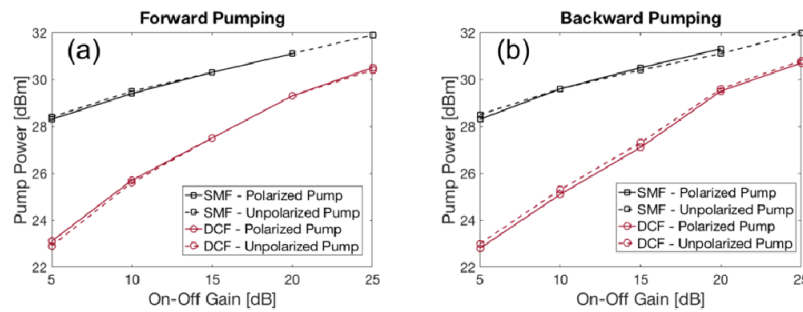 Forward Pumping
(a)
Pump Power [dBm]
32
30
28
26
24
22
SMF - Polarized Pump
SMF - Unpolarized Pump
DCF - Polarized Pump
DCF - Unpolarized Pump
5 10 15 20 25
On-Off Gain [dB]
Backward Pumping
(b)
Pump Power [dBm]
32
30
28
26
24
22
SMF - Polarized Pump
SMF - Unpolarized Pump
DCF - Polarized Pump
DCF - Unpolarized Pump
5 10 15 20 25
On-Off Gain [dB]